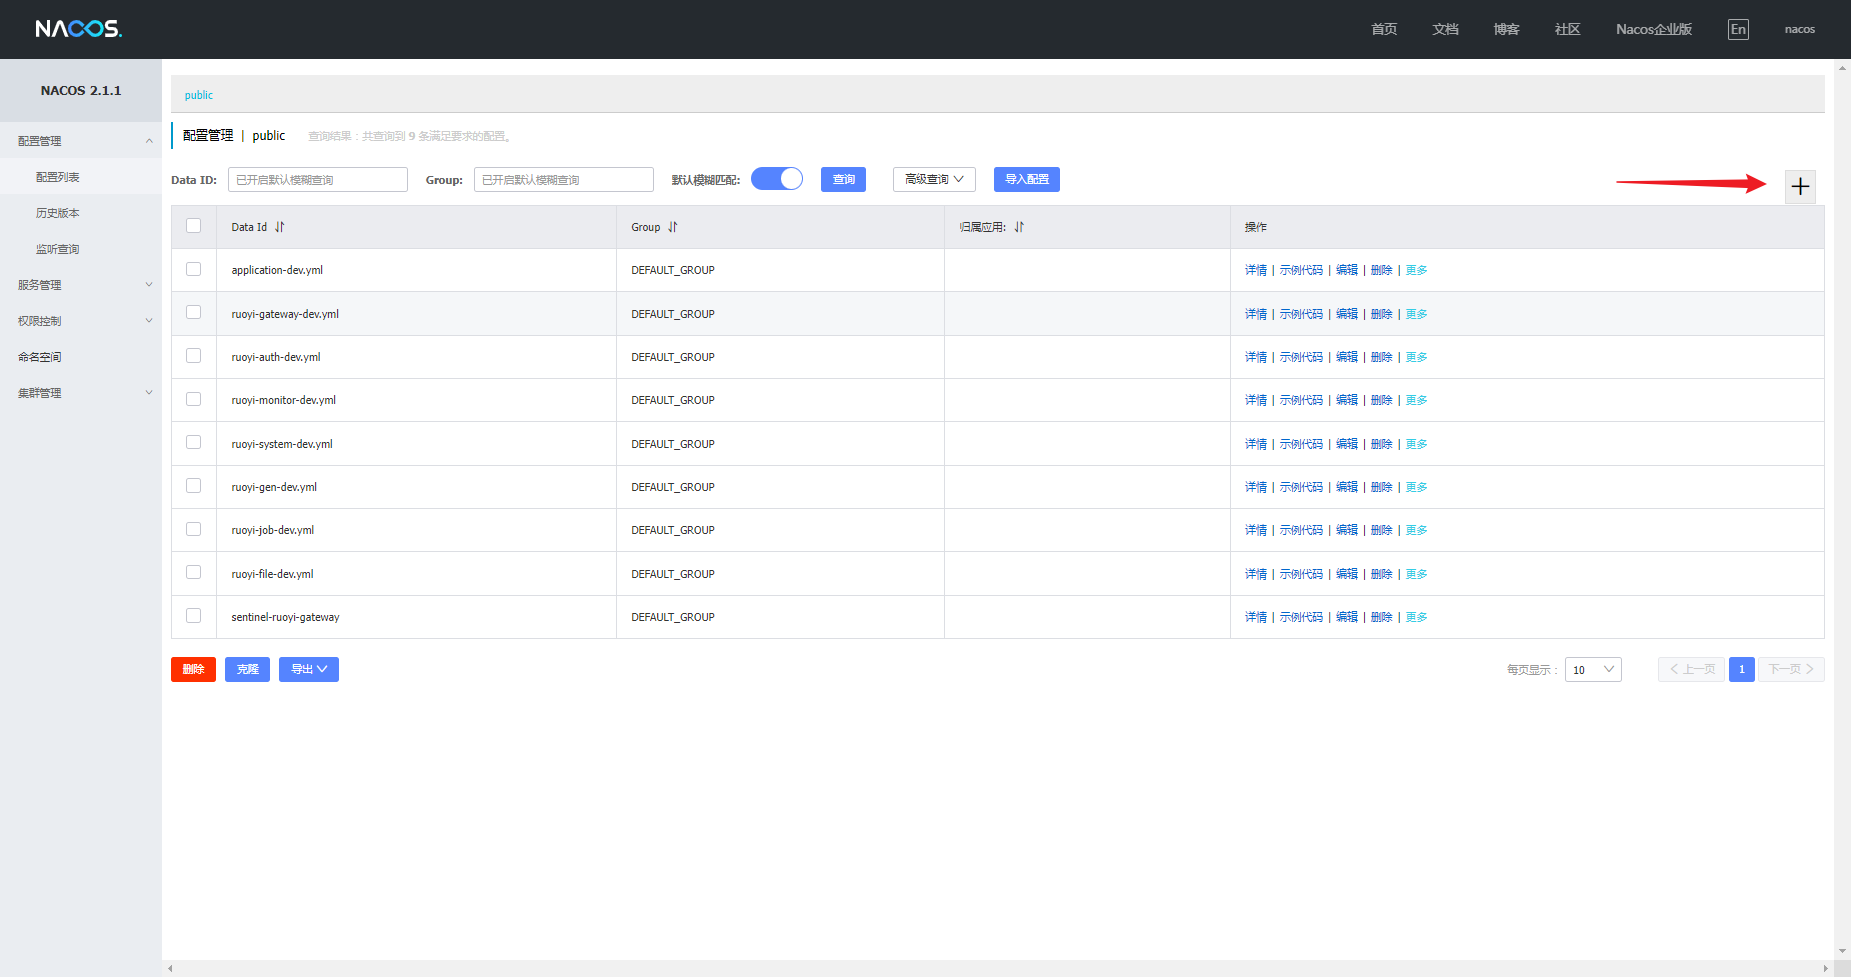 NACOS.
首页 文档 博客 社区 Nacos企业版 En nacos
NACOS 2.1.1
配置管理
配置列表
历史版本
监听查询
服务管理
权限控制
命名空间
集群管理
public
配置管理 | public 查询结果：共查询到 9 条满足要求的配置。
Data ID: 已开启默认模糊查询 Group: 已开启默认模糊查询 默认模糊匹配: 查询 高级查询 导入配置
Data Id Group 归属应用: 操作
application-dev.yml DEFAULT_GROUP 详情 | 示例代码 | 编辑 | 删除 | 更多
ruoyi-gateway-dev.yml DEFAULT_GROUP 详情 | 示例代码 | 编辑 | 删除 | 更多
ruoyi-auth-dev.yml DEFAULT_GROUP 详情 | 示例代码 | 编辑 | 删除 | 更多
ruoyi-monitor-dev.yml DEFAULT_GROUP 详情 | 示例代码 | 编辑 | 删除 | 更多
ruoyi-system-dev.yml DEFAULT_GROUP 详情 | 示例代码 | 编辑 | 删除 | 更多
ruoyi-gen-dev.yml DEFAULT_GROUP 详情 | 示例代码 | 编辑 | 删除 | 更多
ruoyi-job-dev.yml DEFAULT_GROUP 详情 | 示例代码 | 编辑 | 删除 | 更多
ruoyi-file-dev.yml DEFAULT_GROUP 详情 | 示例代码 | 编辑 | 删除 | 更多
sentinel-ruoyi-gateway DEFAULT_GROUP 详情 | 示例代码 | 编辑 | 删除 | 更多
删除 克隆 导出 每页显示： 10 上一页 1 下一页